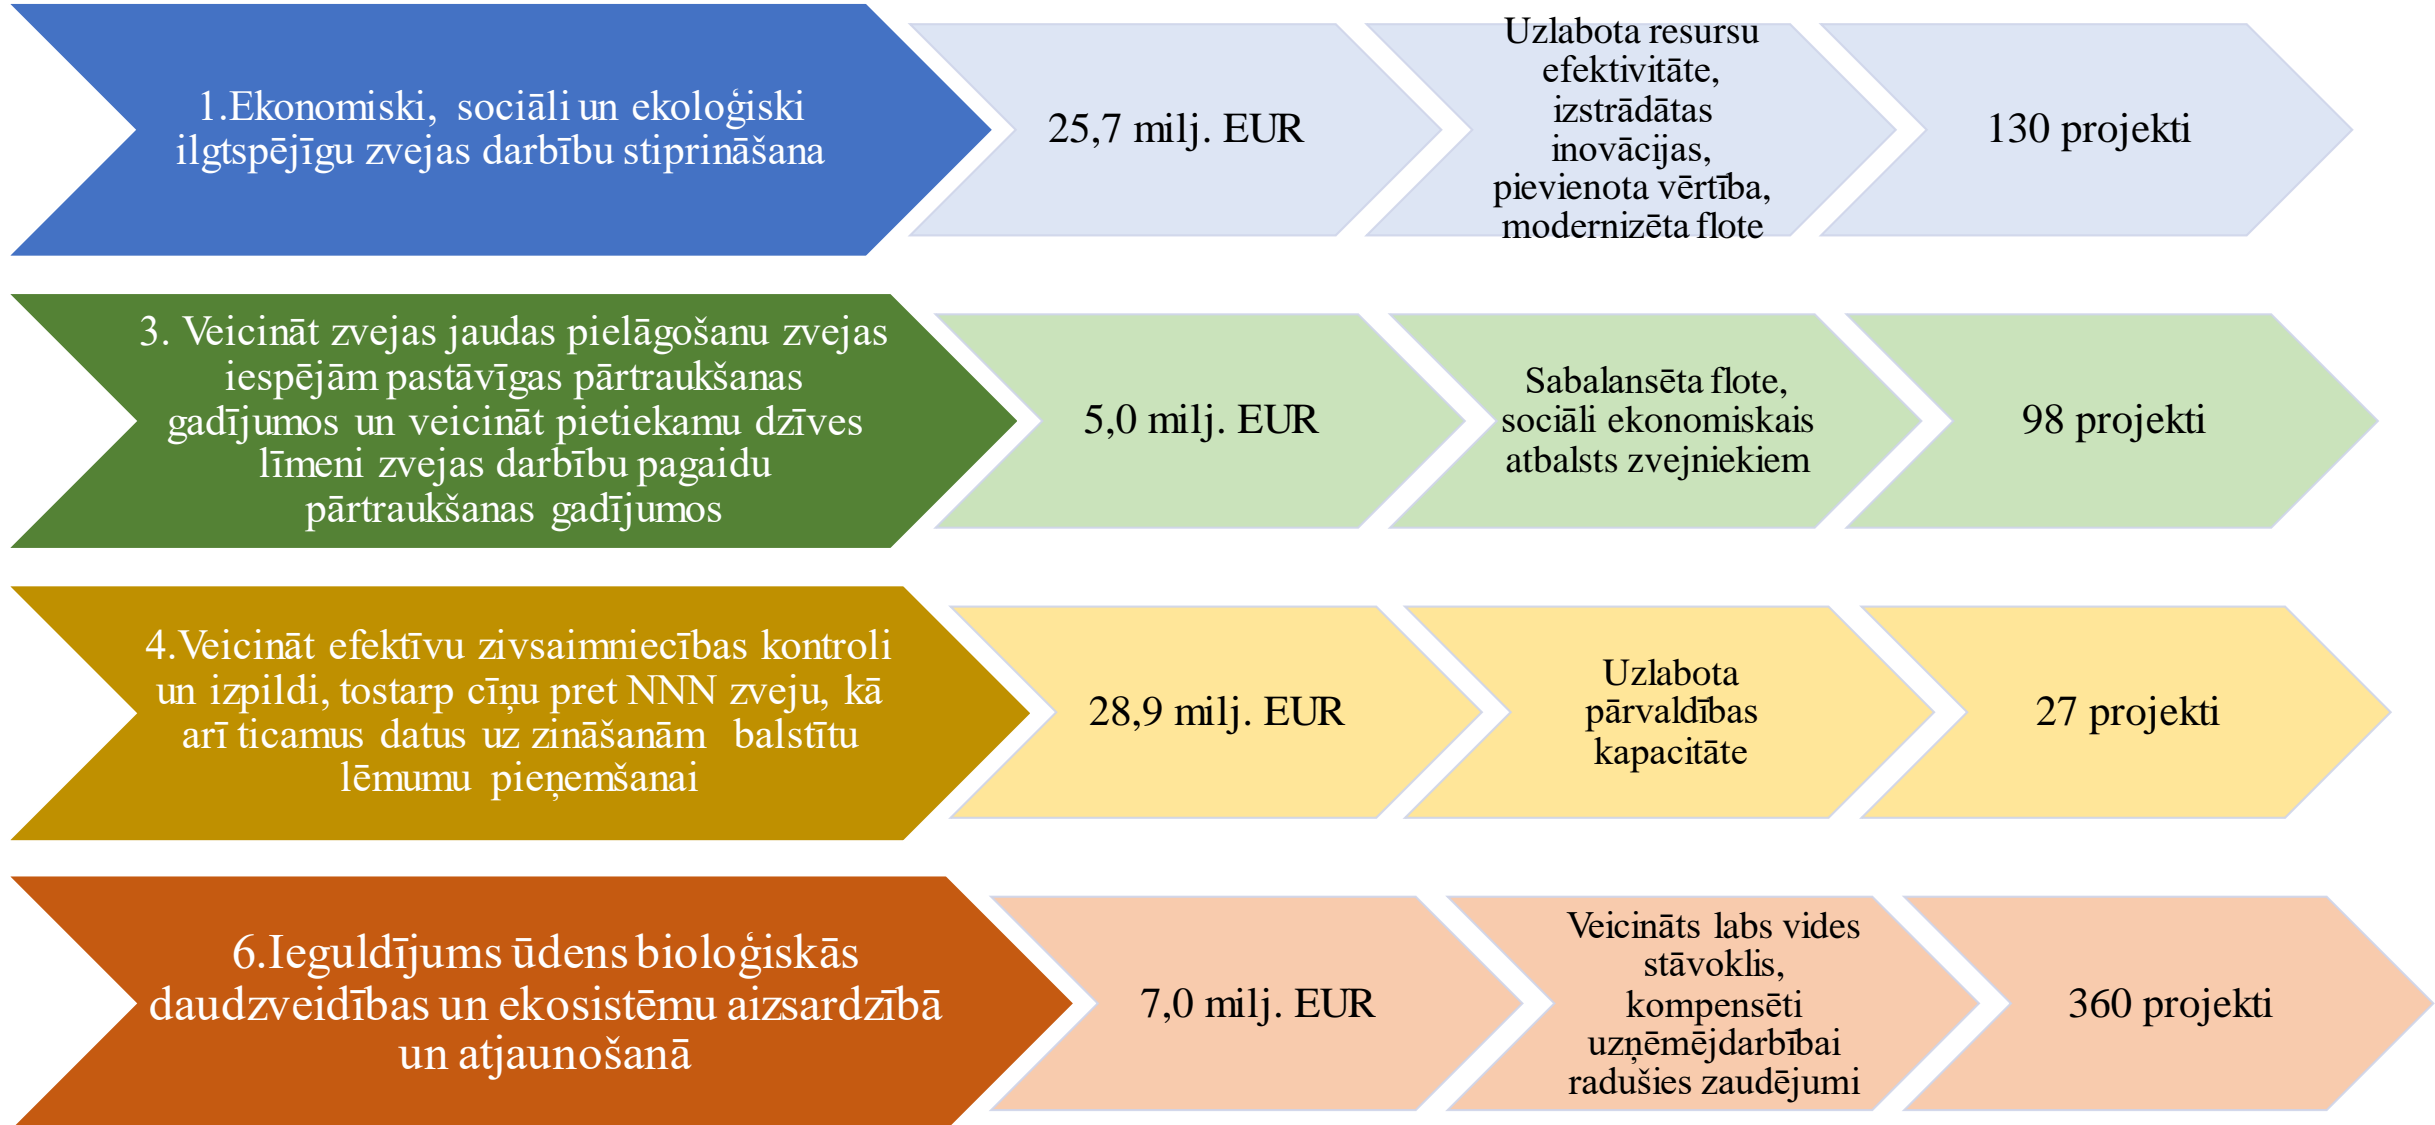 1.Ekonomiski, sociāli un ekoloģiski
ilgtspējīgu zvejas darbību stiprināšana
25,7 milj. EUR
Uzlabota resursu
efektivitāte,
izstrādātas
inovācijas,
pievienota vērtība,
modernizēta flote
130 projekti
3. Veicināt zvejas jaudas pielāgošanu zvejas
iespējām pastāvīgas pārtraukšanas
gadījumos un veicināt pietiekamu dzīves
līmeni zvejas darbību pagaidu
pārtraukšanas gadījumos
5,0 milj. EUR
Sabalansēta flote,
sociāli ekonomiskais
atbalsts zvejniekiem
98 projekti
4.Veicināt efektīvu zivsaimniecības kontroli
un izpildi, tostarp cīņu pret NNN zveju, kā
arī ticamus datus uz zināšanām balstītu
lēmumu pieņemšanai
28,9 milj. EUR
Uzlabota
pārvaldības
kapacitāte
27 projekti
6.Ieguldījums ūdens bioloģiskās
daudzveidības un ekosistēmu aizsardzībā
un atjaunošanā
7,0 milj. EUR
Veicināts labs vides
stāvoklis,
kompensēti
uzņēmējdarbībai
radušies zaudējumi
360 projekti